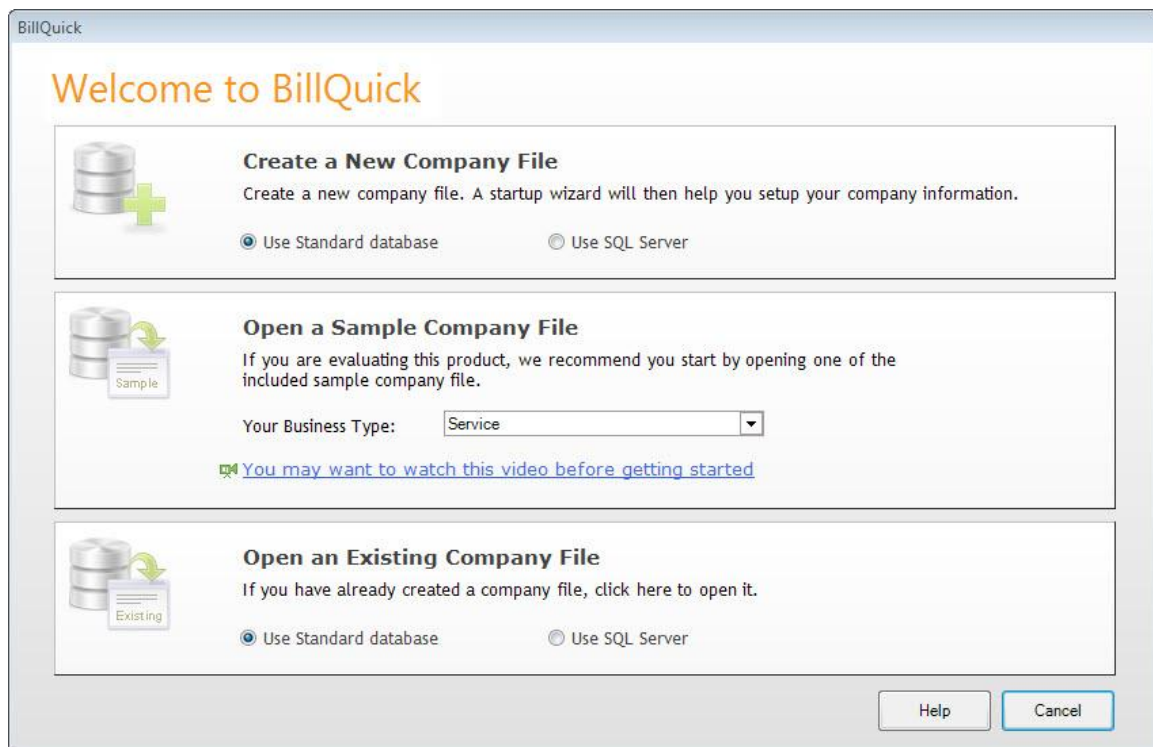 BillQuick
Welcome to BillQuick
Create a New Company File
Create a new company file. A startup wizard will then help you setup your company information.
Use Standard database Use SQL Server
Open a Sample Company File
If you are evaluating this product, we recommend you start by opening one of the
included sample company file.
Sample
Your Business Type: Service
You may want to watch this video before getting started
Open an Existing Company File
If you have already created a company file, click here to open it.
Existing
Use Standard database Use SQL Server
Help Cancel